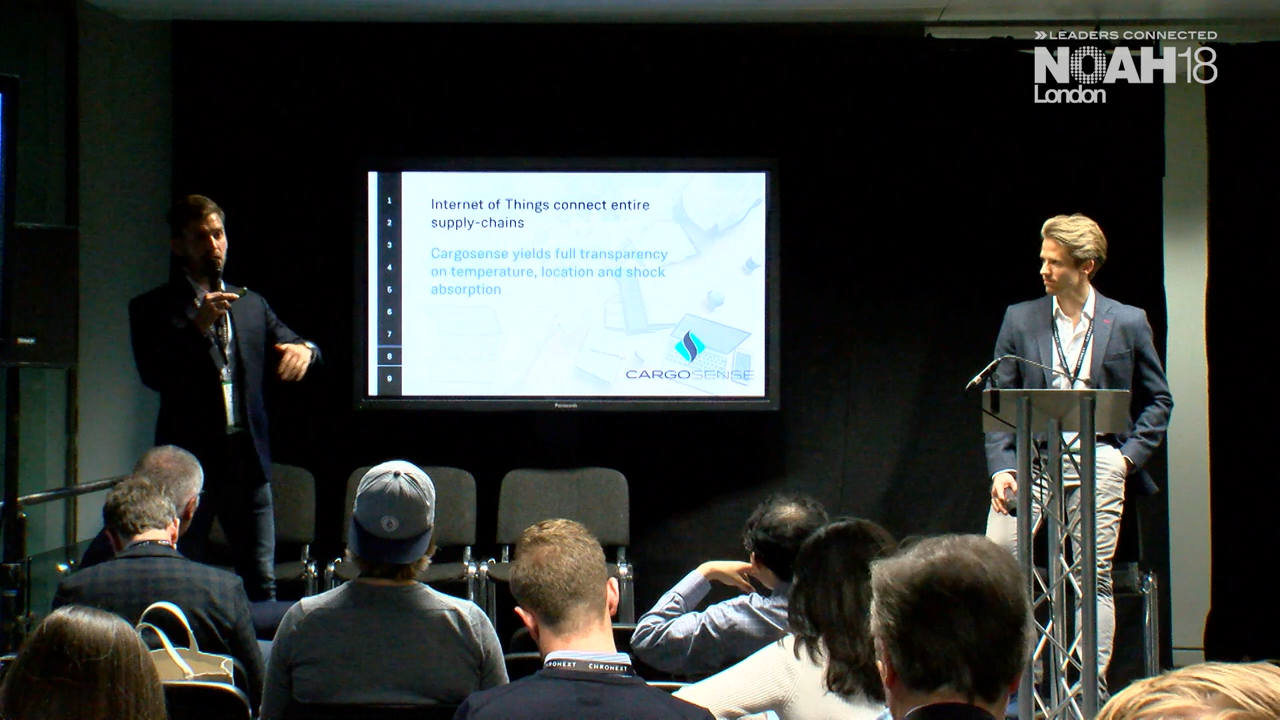 LEADERS CONNECTED
NOAH18
London
1
2
3
4
5
6
7
8
9
Internet of Things connect entire
supply-chains
Cargosense yields full transparency
on temperature, location and shock
absorption
CARGOSENSE
Panasonic
CHRONEXT